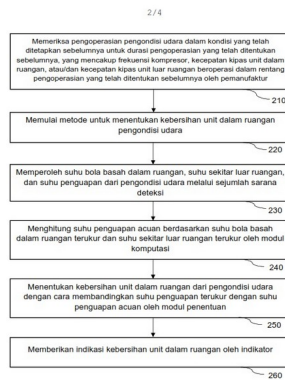 2/4
Memeriksa pengoperasian pengondisi udara dalam kondisi yang telah
ditetapkan sebelumnya untuk durasi pengoperasian yang telah ditentukan
sebelumnya, yang mencakup frekuensi kompresor, kecepatan kipas unit dalam
ruangan, atau/dan kecepatan kipas unit luar ruangan beroperasi dalam rentang
pengoperasian yang telah ditentukan sebelumnya oleh pemanufaktur
210
Memulai metode untuk menentukan kebersihan unit dalam ruangan
pengondisi udara
220
Memperoleh suhu bola basah dalam ruangan, suhu sekitar luar ruangan,
dan suhu penguapan dari pengondisi udara melalui sejumlah sarana
deteksi
230
Menghitung suhu penguapan acuan berdasarkan suhu bola basah
dalam ruangan terukur dan suhu sekitar luar ruangan terukur oleh modul
komputasi
240
Menentukan kebersihan unit dalam ruangan dari pengondisi udara
dengan cara membandingkan suhu penguapan terukur dengan suhu
penguapan acuan oleh modul penentuan
250
Memberikan indikasi kebersihan unit dalam ruangan oleh indikator
260